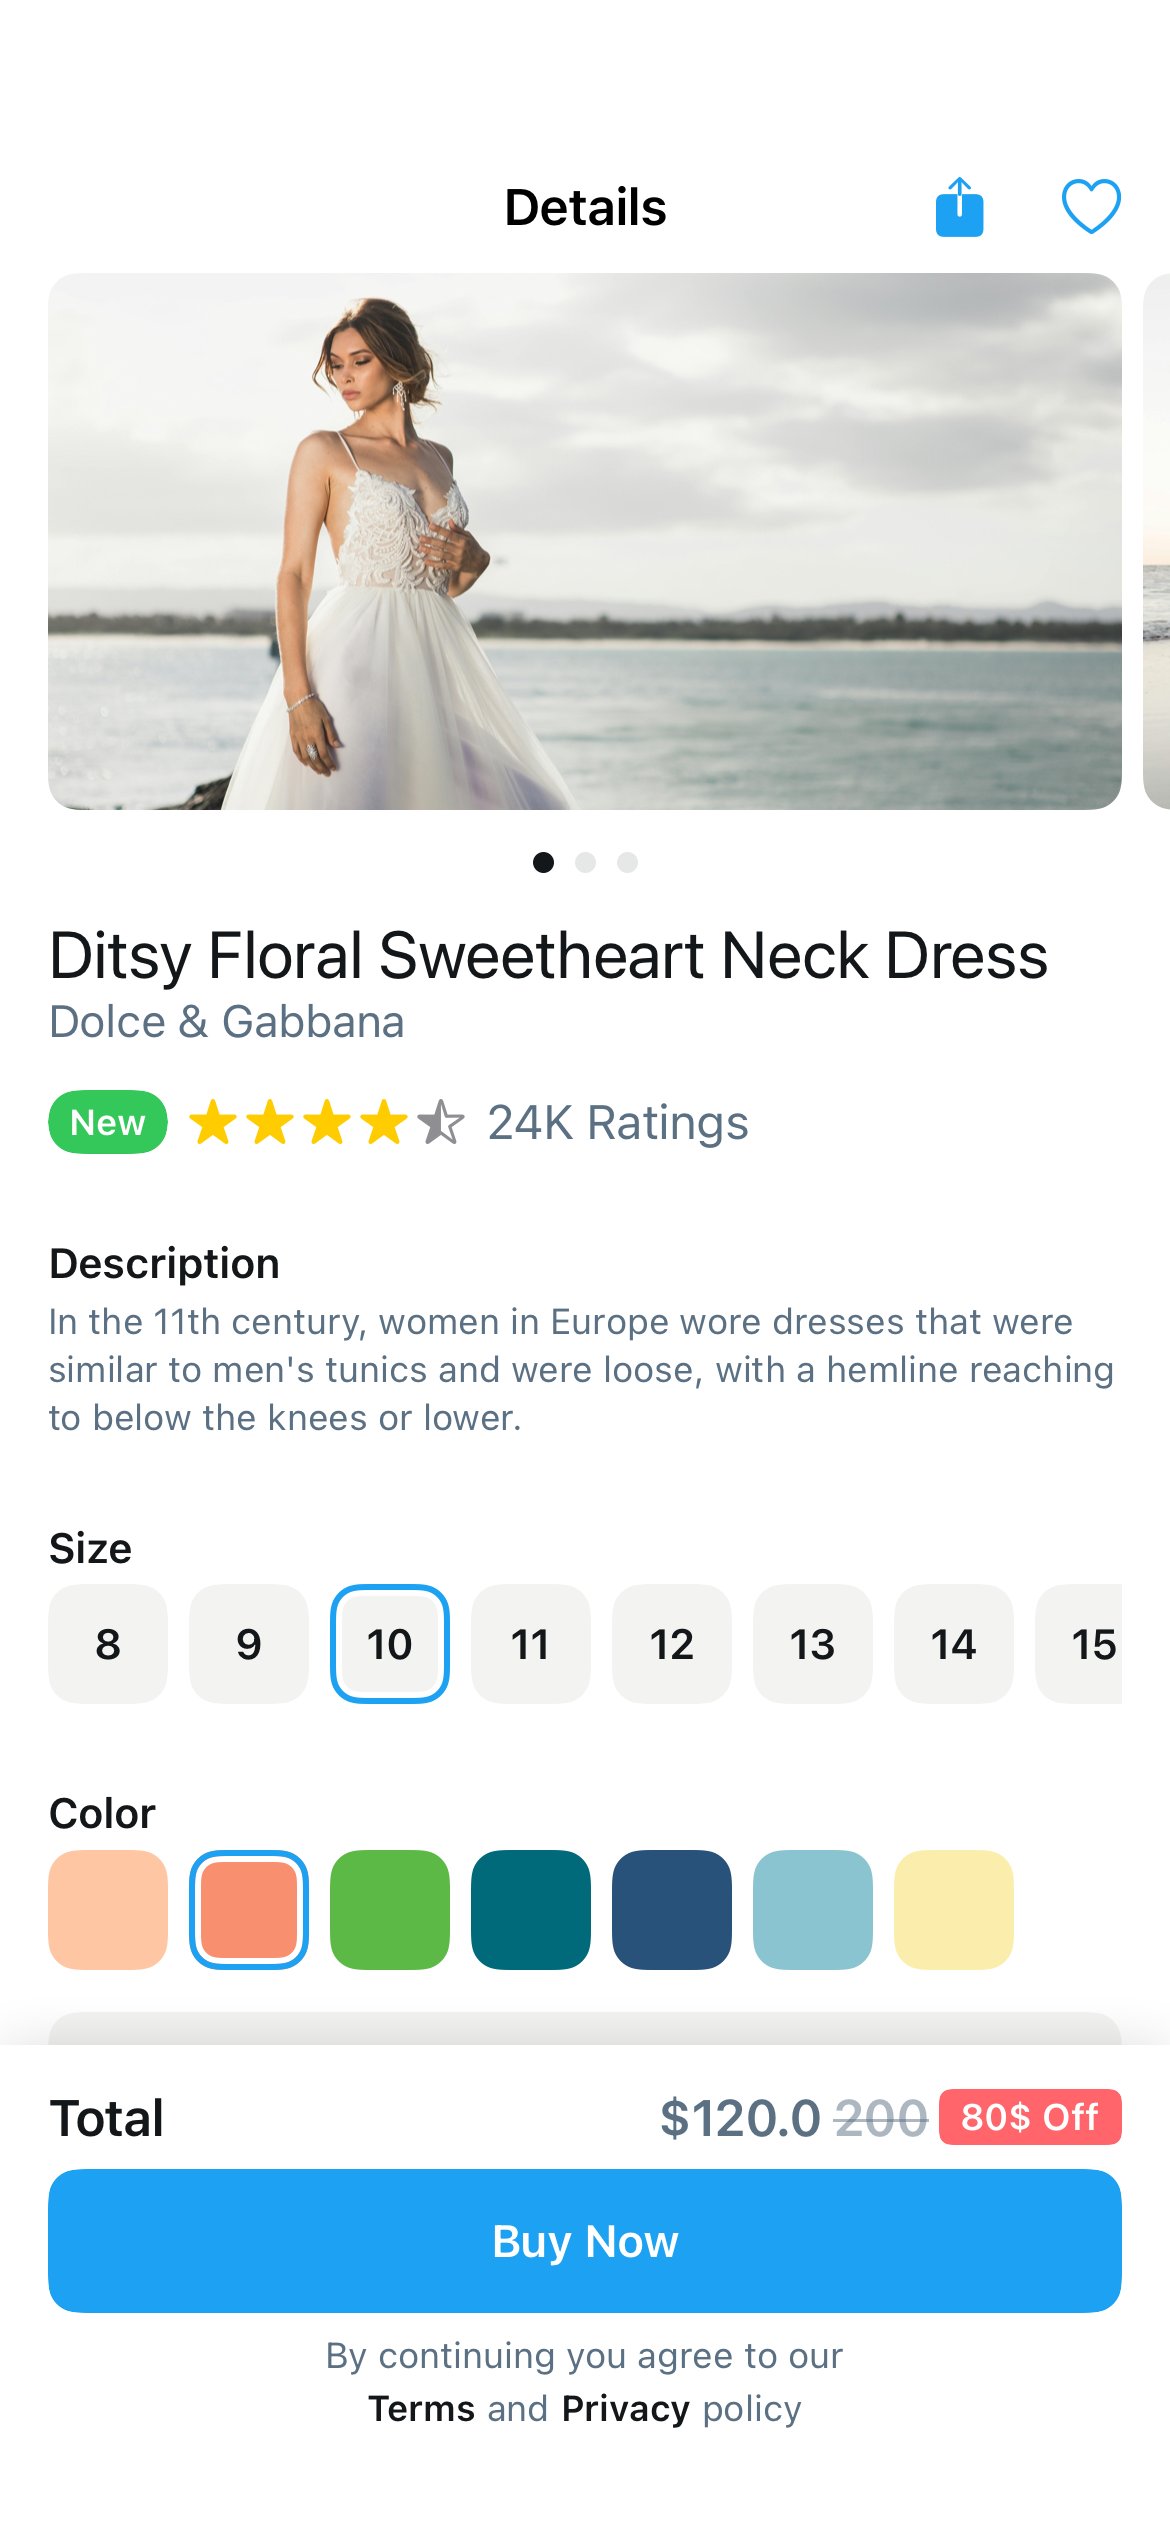 Details
Ditsy Floral Sweetheart Neck Dress
Dolce & Gabbana
New 24K Ratings
Description
In the 11th century, women in Europe wore dresses that were
similar to men's tunics and were loose, with a hemline reaching
to below the knees or lower.
Size
8 9 10 11 12 13 14 15
Color
Total $120.0 200 80$ Off
Buy Now
By continuing you agree to our
Terms and Privacy policy